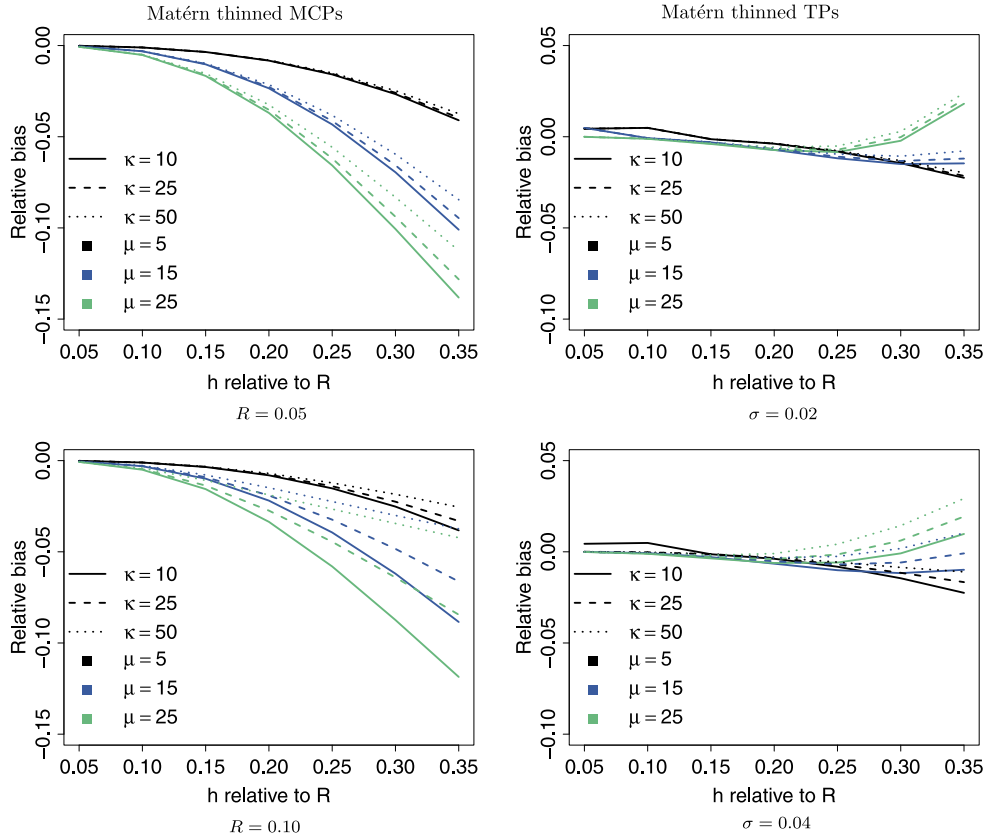 Matérn thinned MCPs
Relative bias
0.00
−0.05
−0.10
−0.15
κ = 10
κ = 25
κ = 50
μ = 5
μ = 15
μ = 25
0.05 0.10 0.15 0.20 0.25 0.30 0.35
h relative to R
R = 0.05
Matérn thinned TPs
Relative bias
0.05
0.00
−0.05
−0.10
κ = 10
κ = 25
κ = 50
μ = 5
μ = 15
μ = 25
0.05 0.10 0.15 0.20 0.25 0.30 0.35
h relative to R
σ = 0.02
Relative bias
0.00
−0.05
−0.10
−0.15
κ = 10
κ = 25
κ = 50
μ = 5
μ = 15
μ = 25
0.05 0.10 0.15 0.20 0.25 0.30 0.35
h relative to R
R = 0.10
Relative bias
0.05
0.00
−0.05
−0.10
κ = 10
κ = 25
κ = 50
μ = 5
μ = 15
μ = 25
0.05 0.10 0.15 0.20 0.25 0.30 0.35
h relative to R
σ = 0.04